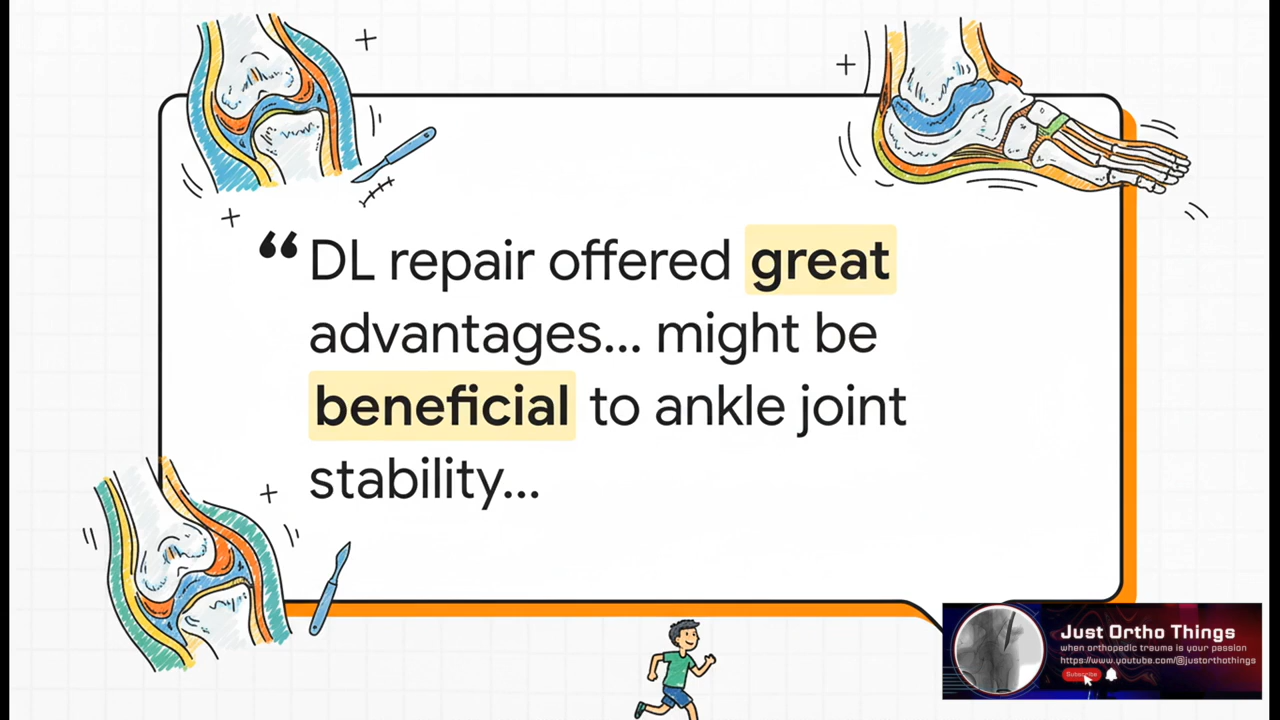 “ DL repair offered great
advantages... might be
beneficial to ankle joint
stability...
Just Ortho Things
when orthopedic trauma is your passion
https://www.youtube.com/@justorthothings
Subscribe